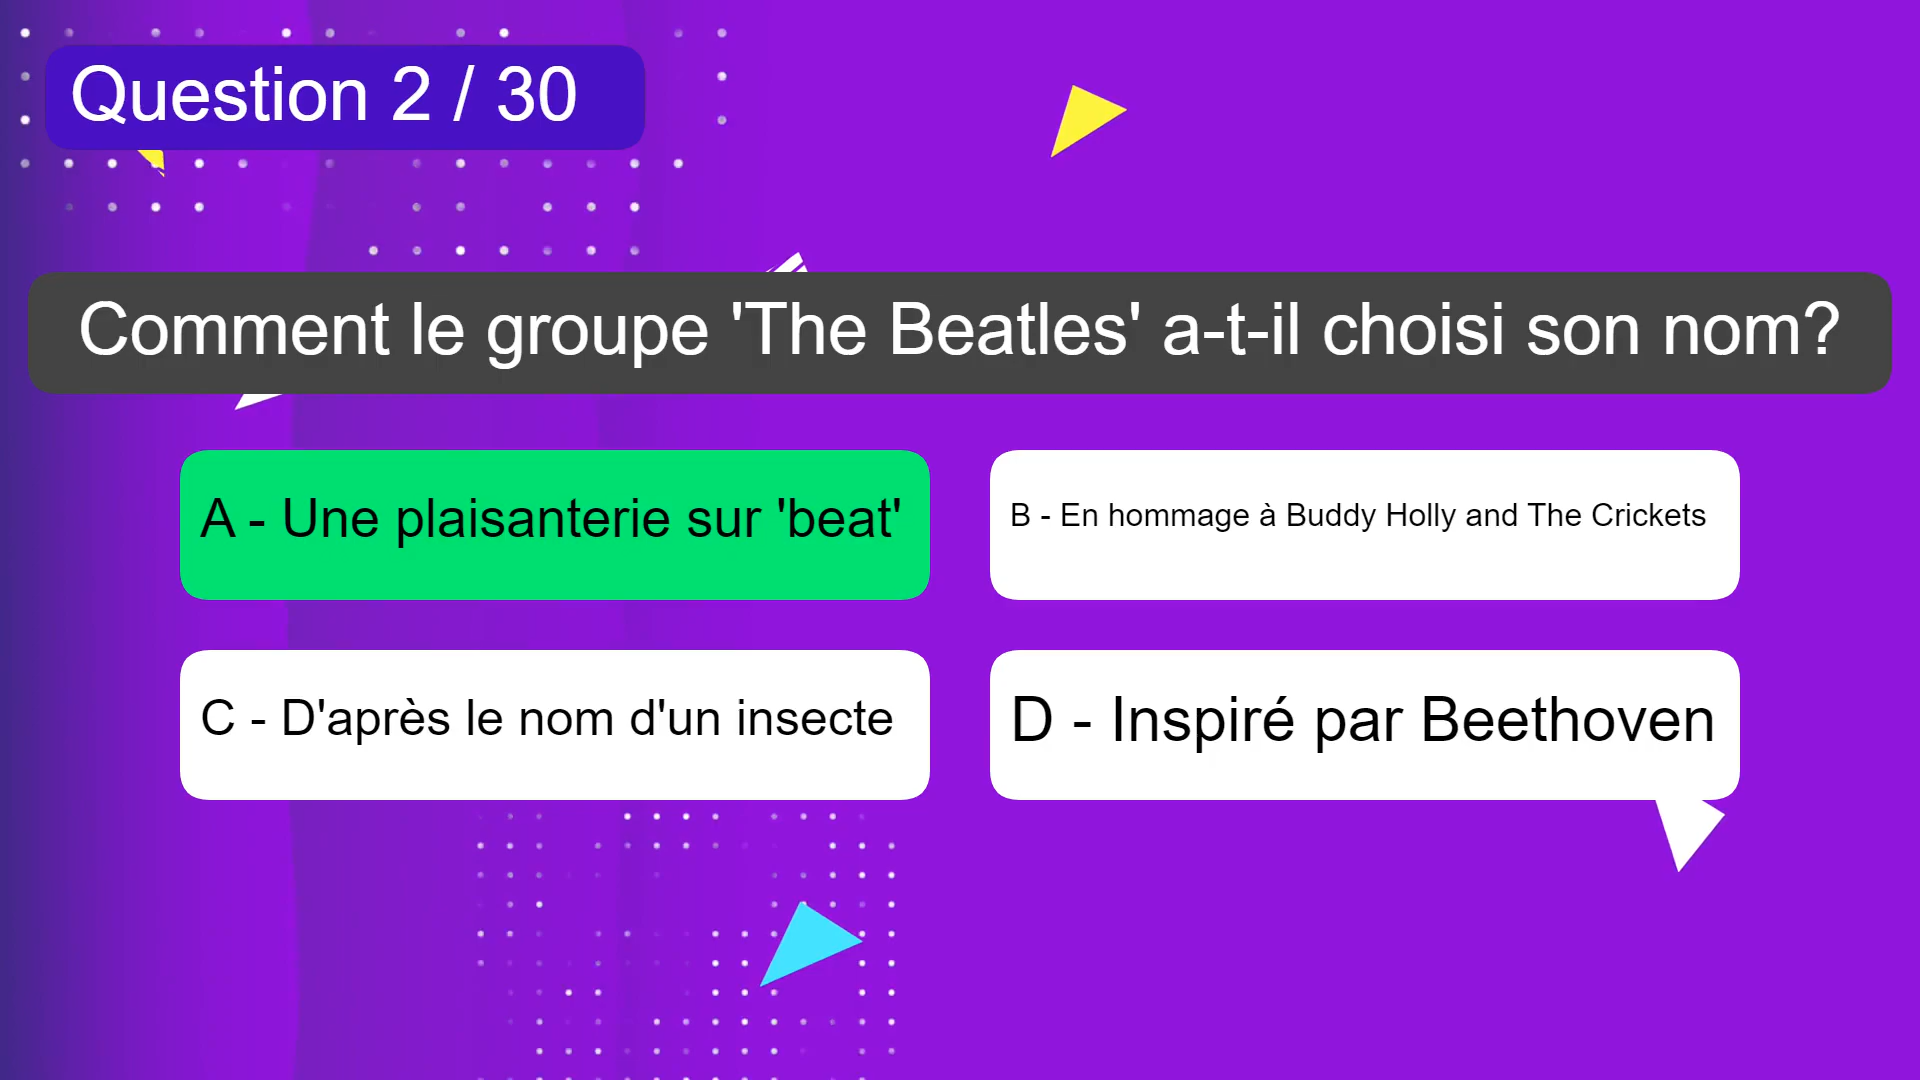 Question 2 / 30
Comment le groupe 'The Beatles' a-t-il choisi son nom?
A - Une plaisanterie sur 'beat'
B - En hommage à Buddy Holly and The Crickets
C - D'après le nom d'un insecte
D - Inspiré par Beethoven